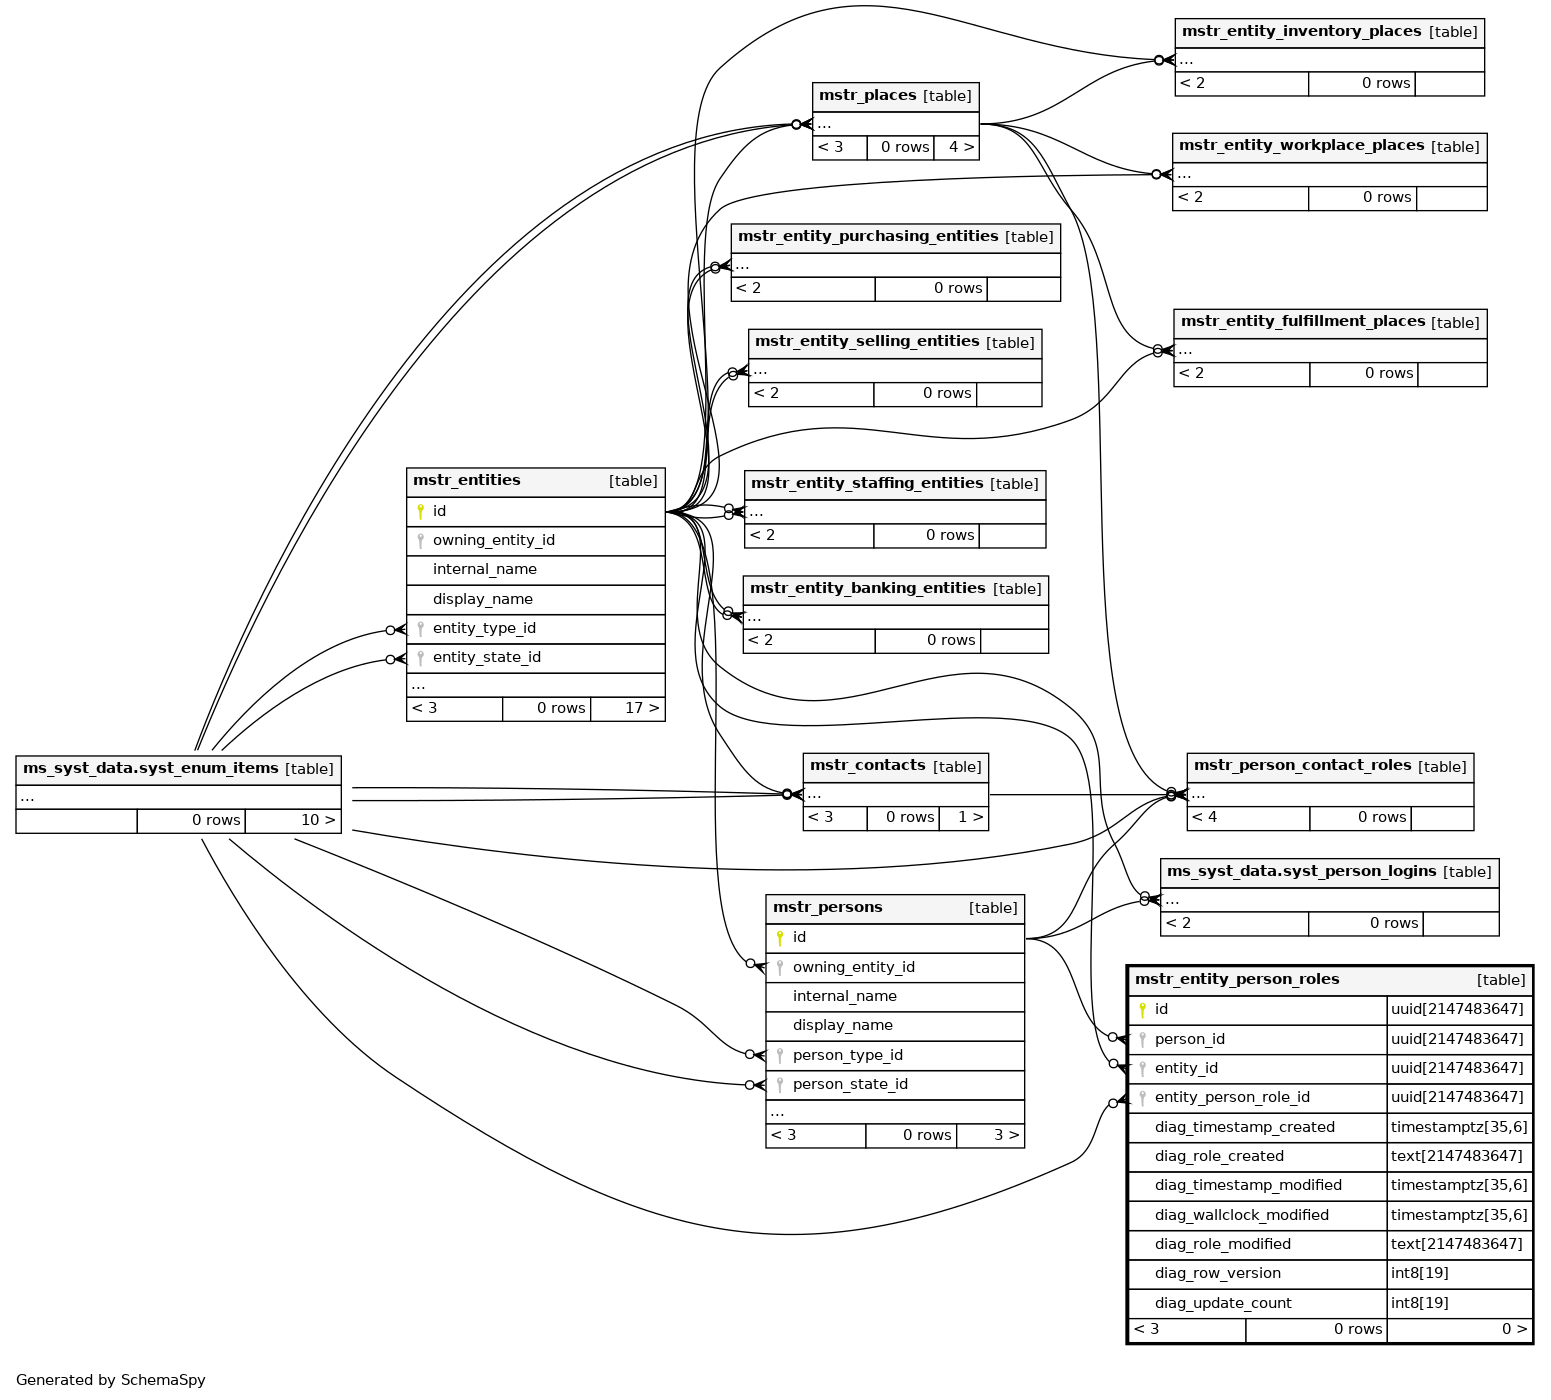 mstr_entity_inventory_places [table]
...
< 2 0 rows
mstr_places [table]
...
< 3 0 rows 4 >
mstr_entity_workplace_places [table]
...
< 2 0 rows
mstr_entity_purchasing_entities [table]
...
< 2 0 rows
mstr_entity_selling_entities [table]
...
< 2 0 rows
mstr_entity_fulfillment_places [table]
...
< 2 0 rows
mstr_entities [table]
id
owning_entity_id
internal_name
display_name
entity_type_id
entity_state_id
...
< 3 0 rows 17 >
mstr_entity_staffing_entities [table]
...
< 2 0 rows
mstr_entity_banking_entities [table]
...
< 2 0 rows
ms_syst_data.syst_enum_items [table]
...
0 rows 10 >
mstr_contacts [table]
...
< 3 0 rows 1 >
mstr_person_contact_roles [table]
...
< 4 0 rows
ms_syst_data.syst_person_logins [table]
...
< 2 0 rows
mstr_persons [table]
id
owning_entity_id
internal_name
display_name
person_type_id
person_state_id
...
< 3 0 rows 3 >
mstr_entity_person_roles [table]
id uuid[2147483647]
person_id uuid[2147483647]
entity_id uuid[2147483647]
entity_person_role_id uuid[2147483647]
diag_timestamp_created timestamptz[35,6]
diag_role_created text[2147483647]
diag_timestamp_modified timestamptz[35,6]
diag_wallclock_modified timestamptz[35,6]
diag_role_modified text[2147483647]
diag_row_version int8[19]
diag_update_count int8[19]
< 3 0 rows 0 >
Generated by SchemaSpy